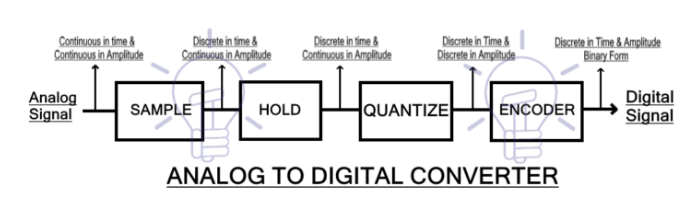 Continuous in time &
Continuous in Amplitude
Discrete in time &
Continuous in Amplitude
Discrete in time &
Continuous in Amplitude
Discrete in Time &
Discrete in Amplitude
Discrete in Time & Amplitude
Binary Form
Analog
Signal
SAMPLE
HOLD
QUANTIZE
ENCODER
Digital
Signal
ANALOG TO DIGITAL CONVERTER